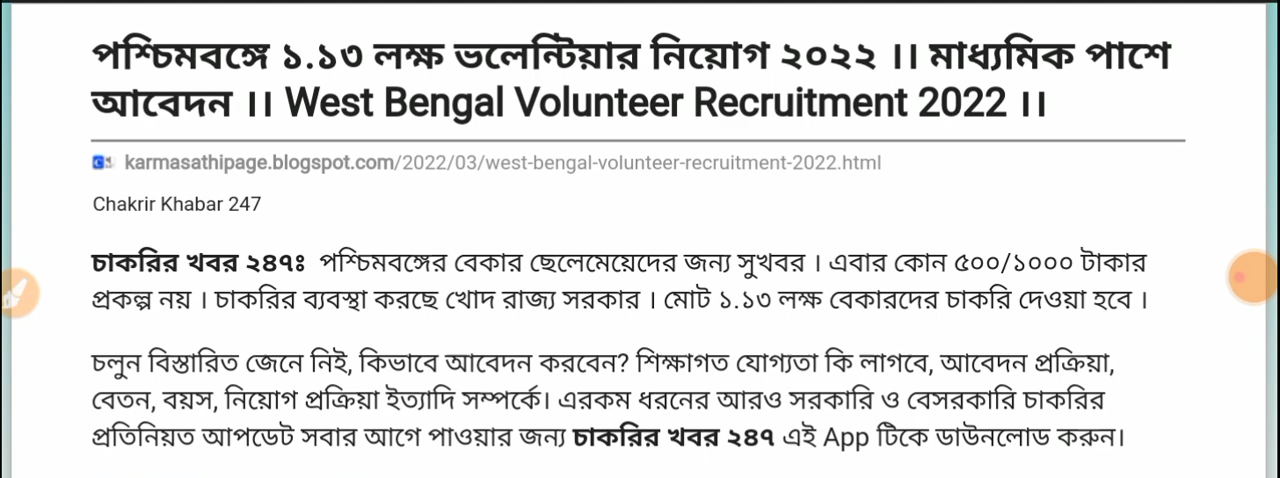 পশ্চিমবঙ্গে ১.১৩ লক্ষ ভলেন্টিয়ার নিয়োগ ২০২২ ।। মাধ্যমিক পাশে
আবেদন ।। West Bengal Volunteer Recruitment 2022 ।।
karmasathipage.blogspot.com/2022/03/west-bengal-volunteer-recruitment-2022.html
Chakrir Khabar 247
চাকরির খবর ২৪৭ঃ পশ্চিমবঙ্গের বেকার ছেলেমেয়েদের জন্য সুখবর । এবার কোন ৫০০/১০০০ টাকার
প্রকল্প নয় । চাকরির ব্যবস্থা করছে খোদ রাজ্য সরকার । মোট ১.১৩ লক্ষ বেকারদের চাকরি দেওয়া হবে ।
চলুন বিস্তারিত জেনে নিই, কিভাবে আবেদন করবেন? শিক্ষাগত যোগ্যতা কি লাগবে, আবেদন প্রক্রিয়া,
বেতন, বয়স, নিয়োগ প্রক্রিয়া ইত্যাদি সম্পর্কে। এরকম ধরনের আরও সরকারি ও বেসরকারি চাকরির
প্রতিনিয়ত আপডেট সবার আগে পাওয়ার জন্য চাকরির খবর ২৪৭ এই App টিকে ডাউনলোড করুন।